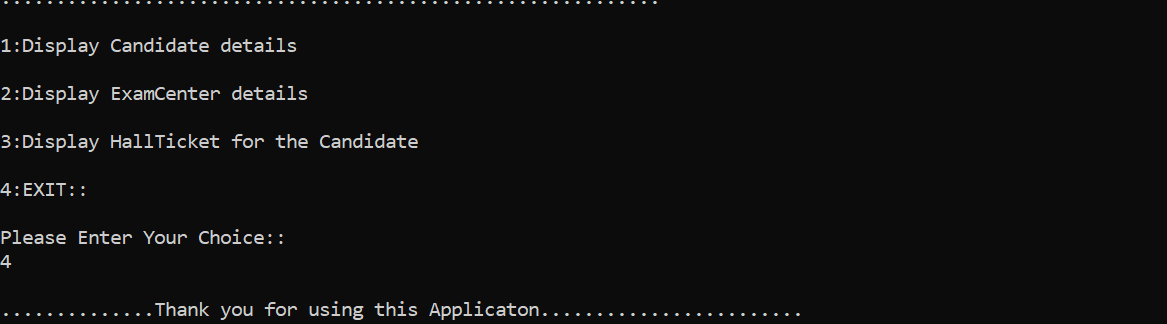 ............................................................
1:Display Candidate details
2:Display ExamCenter details
3:Display HallTicket for the Candidate
4:EXIT::
Please Enter Your Choice::
4
..............Thank you for using this Applicaton........................